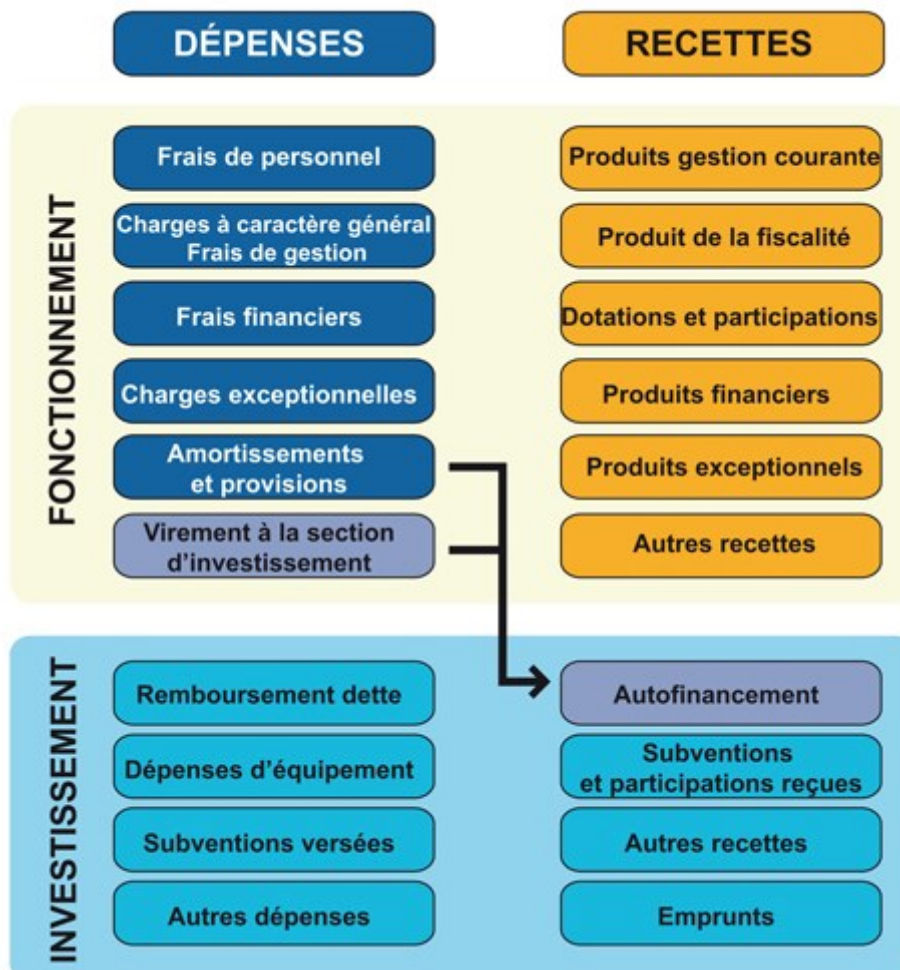 DÉPENSES
RECETTES
FONCTIONNEMENT
Frais de personnel
Produits gestion courante
Charges à caractère général
Frais de gestion
Produit de la fiscalité
Frais financiers
Dotations et participations
Charges exceptionnelles
Produits financiers
Amortissements
et provisions
Produits exceptionnels
Virement à la section
d’investissement
Autres recettes
INVESTISSEMENT
Remboursement dette
Autofinancement
Dépenses d’équipement
Subventions
et participations reçues
Subventions versées
Autres recettes
Autres dépenses
Emprunts